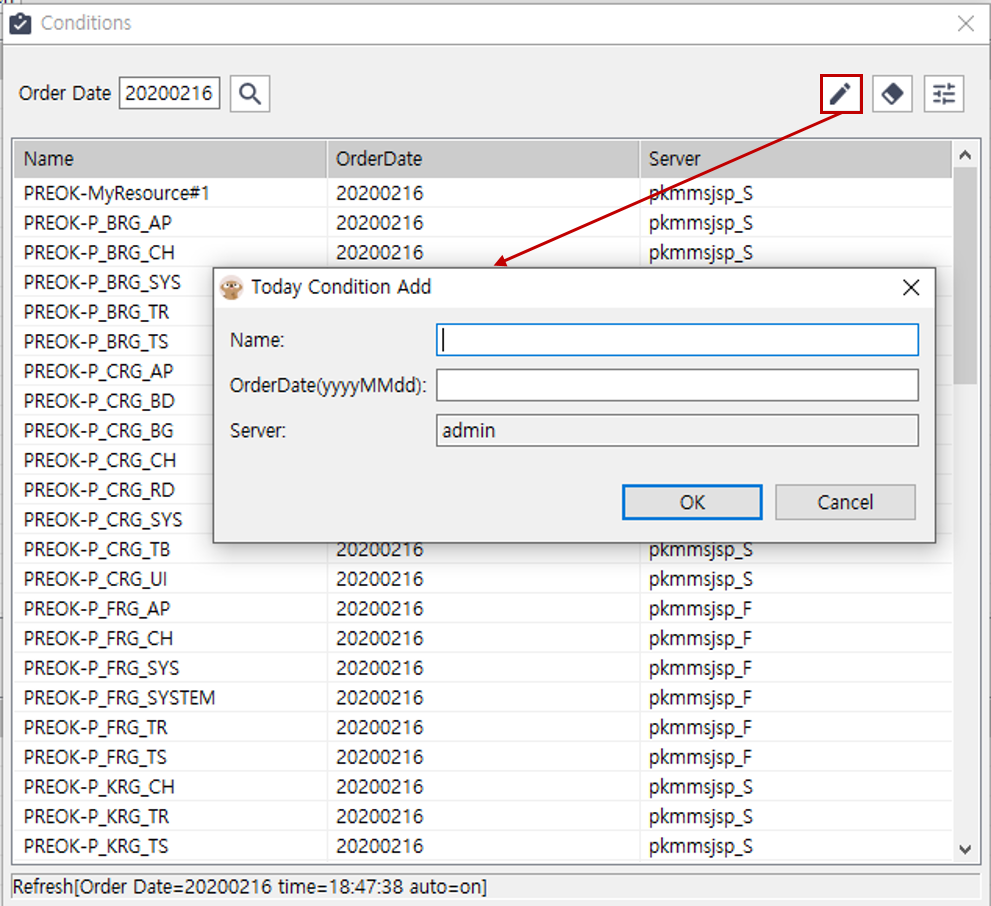 Conditions
Order Date 20200216
Name OrderDate Server
PREOK-MyResource#1 20200216 pkmmsjsp_S
PREOK-P_BRG_AP 20200216 pkmmsjsp_S
PREOK-P_BRG_CH 20200216 pkmmsjsp_S
PREOK-P_BRG_SYS
PREOK-P_BRG_TR
PREOK-P_BRG_TS
PREOK-P_CRG_AP
PREOK-P_CRG_BD
PREOK-P_CRG_BG
PREOK-P_CRG_CH
PREOK-P_CRG_RD
PREOK-P_CRG_SYS
Today Condition Add
Name:
OrderDate(yyyyMMdd):
Server: admin
OK Cancel
PREOK-P_CRG_TB 20200216 pkmmsjsp_S
PREOK-P_CRG_UI 20200216 pkmmsjsp_S
PREOK-P_FRG_AP 20200216 pkmmsjsp_F
PREOK-P_FRG_CH 20200216 pkmmsjsp_F
PREOK-P_FRG_SYS 20200216 pkmmsjsp_F
PREOK-P_FRG_SYSTEM 20200216 pkmmsjsp_F
PREOK-P_FRG_TR 20200216 pkmmsjsp_F
PREOK-P_FRG_TS 20200216 pkmmsjsp_F
PREOK-P_KRG_CH 20200216 pkmmsjsp_S
PREOK-P_KRG_TR 20200216 pkmmsjsp_S
PREOK-P_KRG_TS 20200216 pkmmsjsp_S
Refresh[Order Date=20200216 time=18:47:38 auto=on]